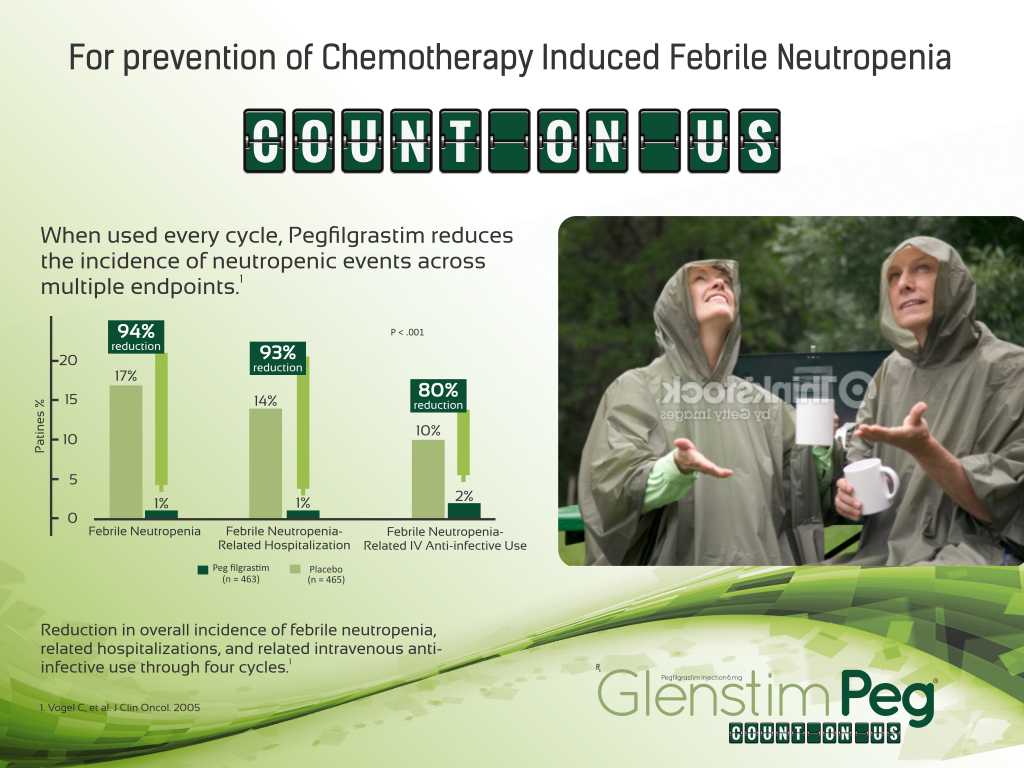 For prevention of Chemotherapy Induced Febrile Neutropenia
COUNT ON US
When used every cycle, Pegfilgrastim reduces
the incidence of neutropenic events across
multiple endpoints.1
94%
reduction
93%
reduction
P < .001
80%
reduction
20
15
10
5
0
Patines %
17%
1%
14%
1%
10%
2%
Febrile Neutropenia
Febrile Neutropenia-
Related Hospitalization
Febrile Neutropenia-
Related IV Anti-infective Use
Peg filgrastim
(n = 463)
Placebo
(n = 465)
Thinkstock
by Getty Images
Reduction in overall incidence of febrile neutropenia,
related hospitalizations, and related intravenous anti-
infective use through four cycles.1
1. Vogel C, et al. J Clin Oncol. 2005
℞
Pegfilgrastim Injection 6 mg
Glenstim Peg®
COUNT ON US